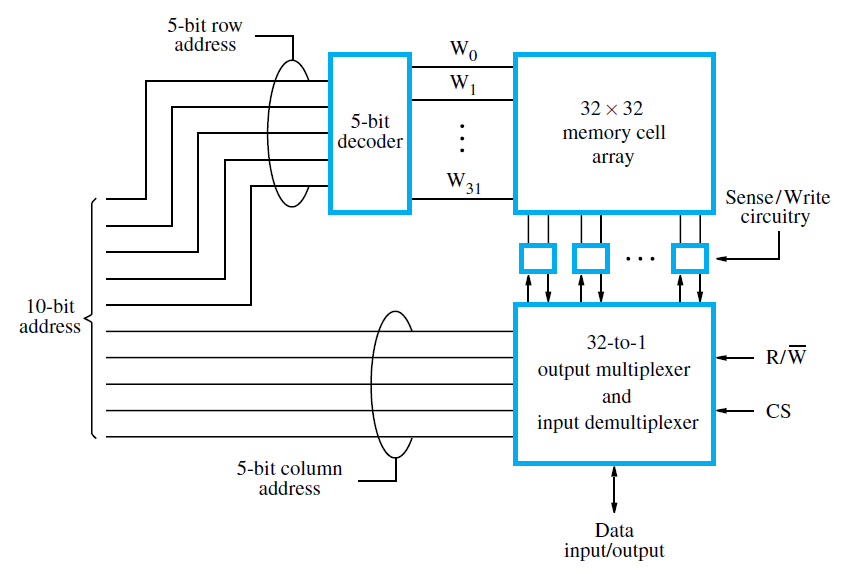 5-bit row
address
W0
W1
W31
5-bit
decoder
32 × 32
memory cell
array
Sense/Write
circuitry
10-bit
address
32-to-1
output multiplexer
and
input demultiplexer
R/W̅
CS
5-bit column
address
Data
input/output